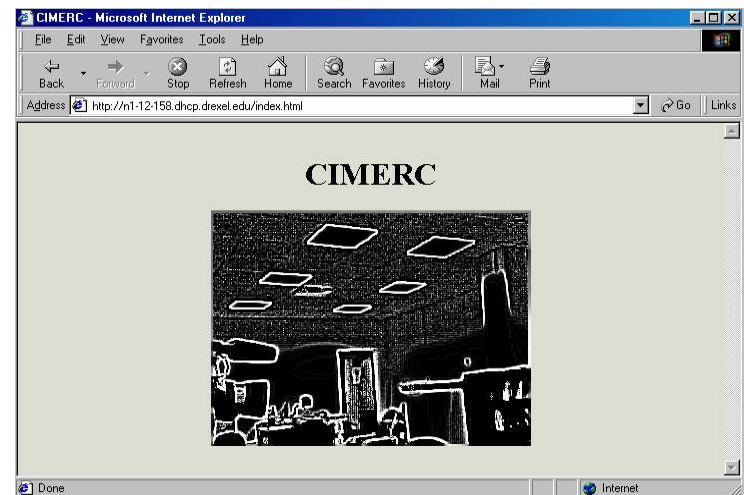 CIMERC - Microsoft Internet Explorer
File Edit View Favorites Tools Help
Back Forward Stop Refresh Home Search Favorites History Mail Print
Address http://n1-12-158.dhcp.drexel.edu/index.html Go Links
CIMERC
Done Internet